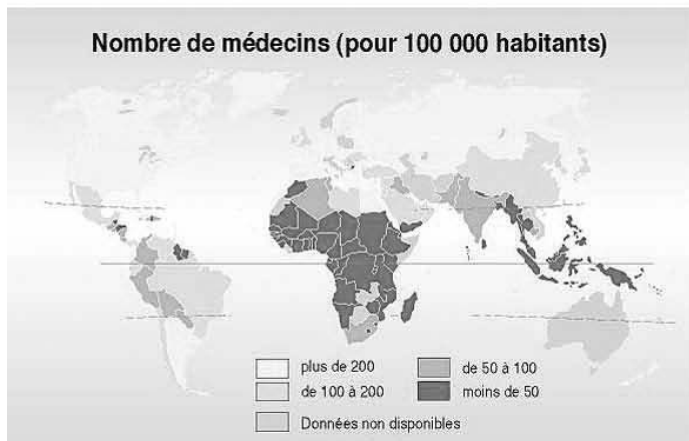 Nombre de médecins (pour 100 000 habitants)
plus de 200
de 50 à 100
de 100 à 200
moins de 50
Données non disponibles